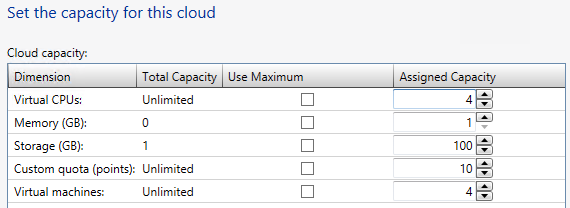 Set the capacity for this cloud
Cloud capacity:
Dimension Total Capacity Use Maximum Assigned Capacity
Virtual CPUs: Unlimited 4
Memory (GB): 0 1
Storage (GB): 1 100
Custom quota (points): Unlimited 10
Virtual machines: Unlimited 4